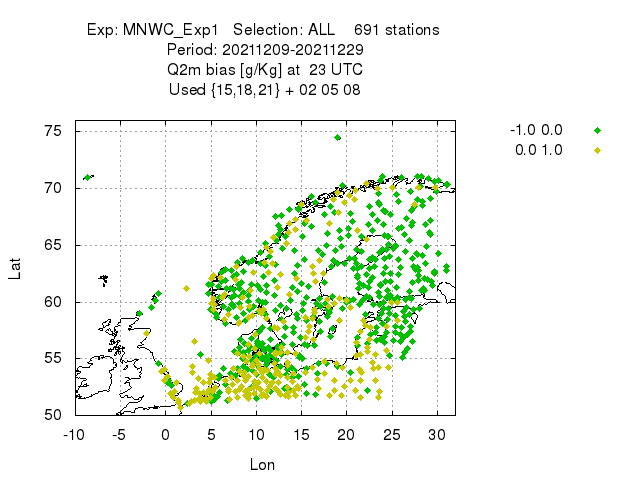 Exp: MNWC_Exp1   Selection: ALL    691 stations
Period: 20211209-20211229
Q2m bias [g/Kg] at  23 UTC
Used {15,18,21} + 02 05 08
-1.0 0.0
0.0 1.0
75
70
65
60
55
50
Lat
-10 -5 0 5 10 15 20 25 30
Lon